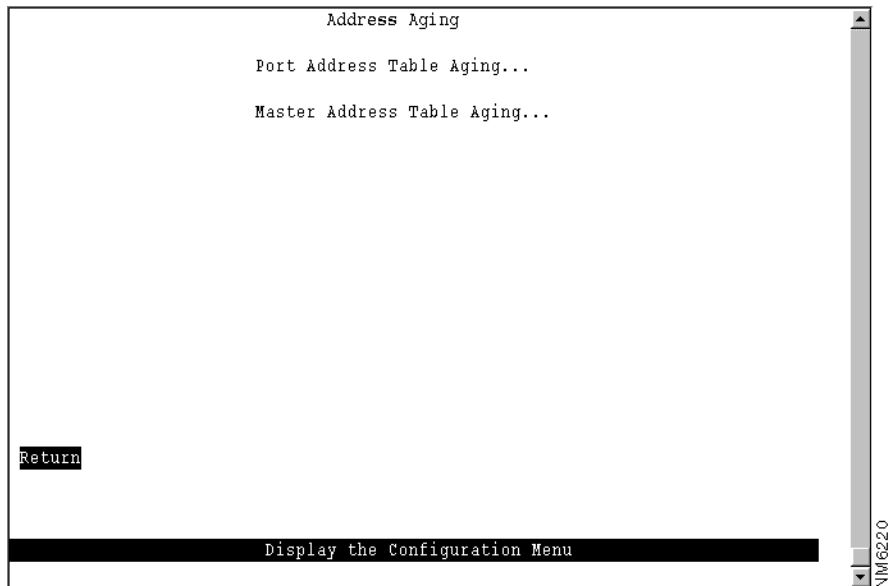 Address Aging
Port Address Table Aging...
Master Address Table Aging...
Return
Display the Configuration Menu
NM6220